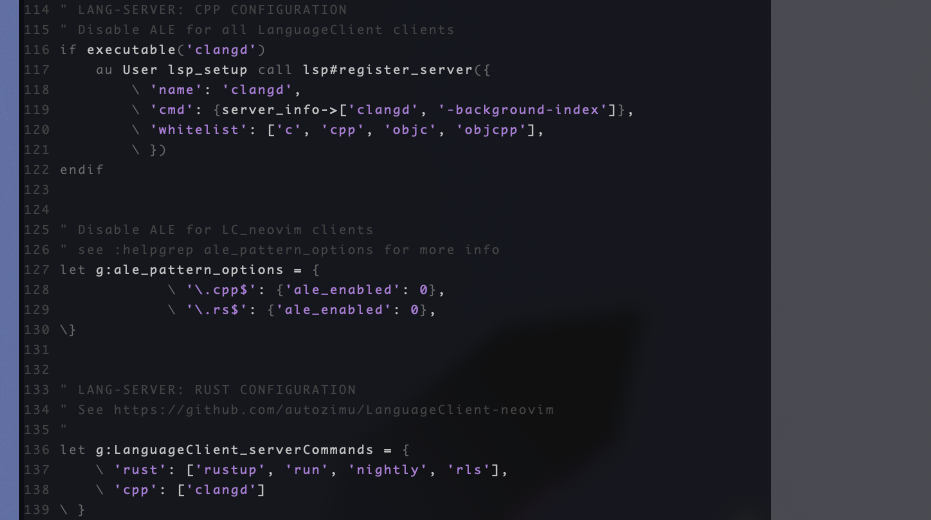 114 " LANG-SERVER: CPP CONFIGURATION
115 " Disable ALE for all LanguageClient clients
116 if executable('clangd')
117     au User lsp_setup call lsp#register_server({
118         \ 'name': 'clangd',
119         \ 'cmd': {server_info->['clangd', '-background-index']},
120         \ 'whitelist': ['c', 'cpp', 'objc', 'objcpp'],
121         \ })
122 endif
123
124
125 " Disable ALE for LC_neovim clients
126 " see :helpgrep ale_pattern_options for more info
127 let g:ale_pattern_options = {
128             \ '\.cpp$': {'ale_enabled': 0},
129             \ '\.rs$': {'ale_enabled': 0},
130 \}
131
132
133 " LANG-SERVER: RUST CONFIGURATION
134 " See https://github.com/autozimu/LanguageClient-neovim
135 "
136 let g:LanguageClient_serverCommands = {
137     \ 'rust': ['rustup', 'run', 'nightly', 'rls'],
138     \ 'cpp': ['clangd']
139 \ }